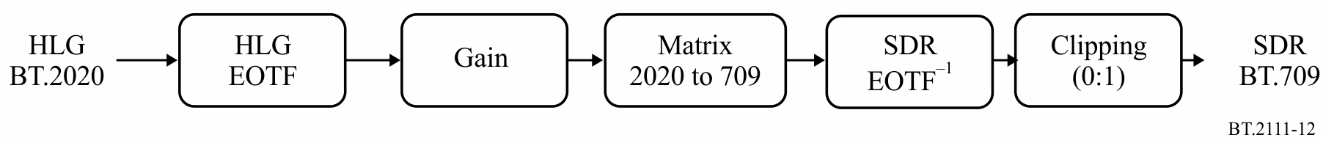 HLG
BT.2020
HLG
EOTF
Gain
Matrix
2020 to 709
SDR
EOTF⁻¹
Clipping
(0:1)
SDR
BT.709
BT.2111-12